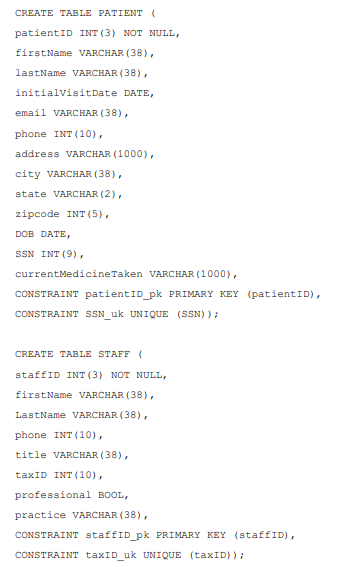 CREATE TABLE PATIENT (
patientID INT(3) NOT NULL,
firstName VARCHAR(38),
lastName VARCHAR(38),
initialVisitDate DATE,
email VARCHAR(38),
phone INT(10),
address VARCHAR(1000),
city VARCHAR(38),
state VARCHAR(2),
zipcode INT(5),
DOB DATE,
SSN INT(9),
currentMedicineTaken VARCHAR(1000),
CONSTRAINT patientID_pk PRIMARY KEY (patientID),
CONSTRAINT SSN_uk UNIQUE (SSN));
CREATE TABLE STAFF (
staffID INT(3) NOT NULL,
firstName VARCHAR(38),
LastName VARCHAR(38),
phone INT(10),
title VARCHAR(38),
taxID INT(10),
professional BOOL,
practice VARCHAR(38),
CONSTRAINT staffID_pk PRIMARY KEY (staffID),
CONSTRAINT taxID_uk UNIQUE (taxID));